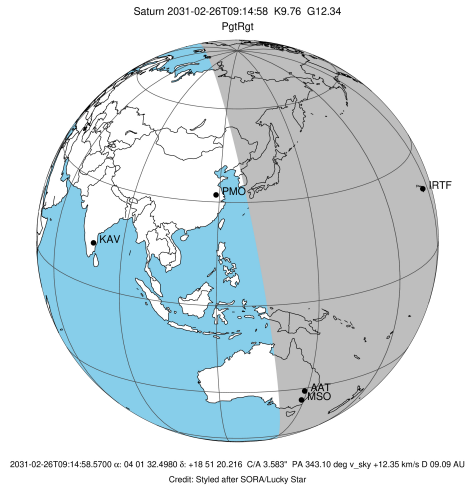 Saturn 2031-02-26T09:14:58 K9.76 G12.34
PgtRgt
IRTF
PMO
KAV
AAT
MSO
2031-02-26T09:14:58.5700 α: 04 01 32.4980 δ: +18 51 20.216 C/A 3.583" PA 343.10 deg v_sky +12.35 km/s D 09.09 AU
Credit: Styled after SORA/Lucky Star